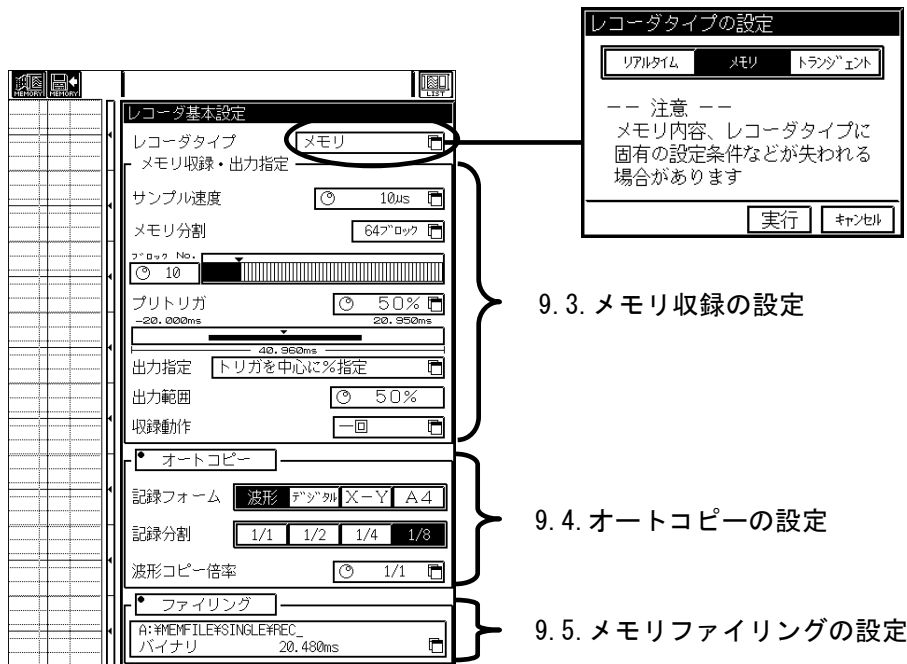 レコーダタイプの設定
リアルタイム メモリ トランジェント
-- 注意 --
メモリ内容、レコーダタイプに
固有の設定条件などが失われる
場合があります
実行 キャンセル
MEMORY MEMORY LIST
レコーダ基本設定
レコーダタイプ メモリ
メモリ収録・出力指定
サンプル速度 10μs
メモリ分割 64ブロック
ブロック No.
10
プリトリガ 50%
-20.000ms 20.950ms
40.960ms
出力指定 トリガを中心に%指定
出力範囲 50%
収録動作 一回
9.3.メモリ収録の設定
オートコピー
記録フォーム 波形 デジタル X-Y A4
記録分割 1/1 1/2 1/4 1/8
波形コピー倍率 1/1
9.4.オートコピーの設定
ファイリング
A:¥MEMFILE¥SINGLE¥REC_
バイナリ 20.480ms
9.5.メモリファイリングの設定